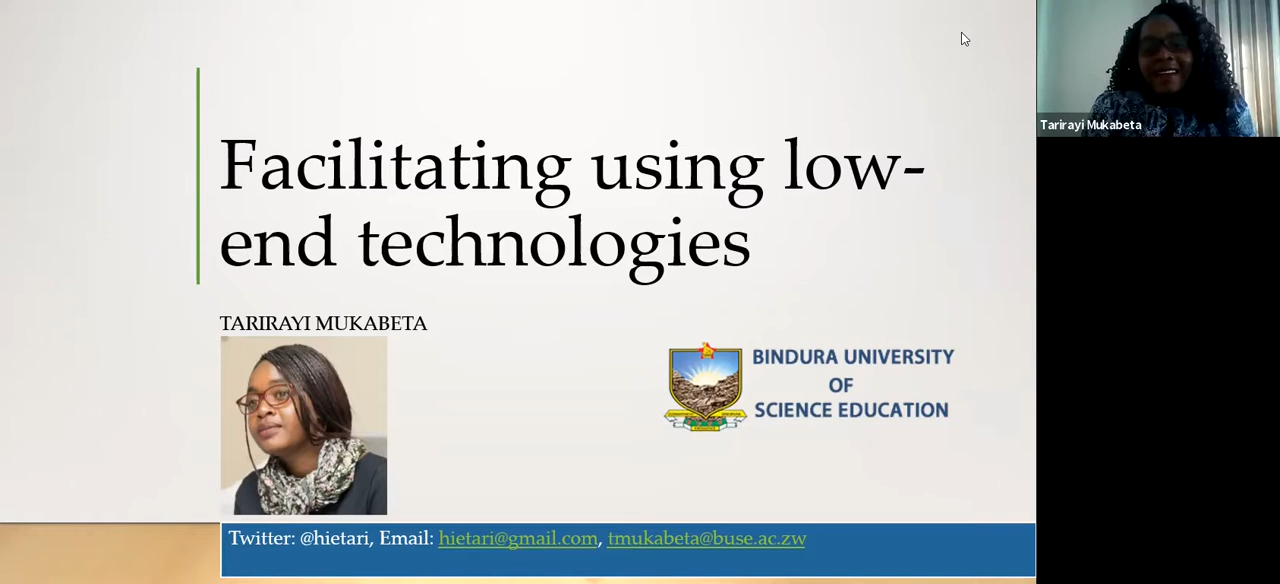 Facilitating using low-
end technologies
TARIRAYI MUKABETA
BINDURA UNIVERSITY
OF
SCIENCE EDUCATION
Twitter: @hietari, Email: hietari@gmail.com, tmukabeta@buse.ac.zw
Tarirayi Mukabeta